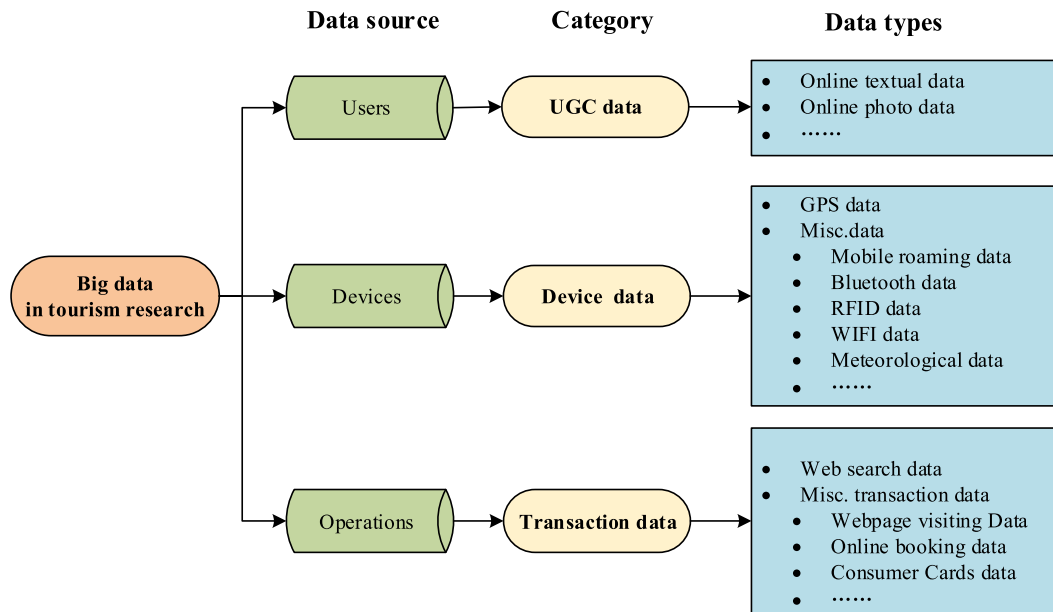 Data source
Category
Data types
Big data
in tourism research
Users
UGC data
• Online textual data
• Online photo data
• ······
Devices
Device data
• GPS data
• Misc.data
• Mobile roaming data
• Bluetooth data
• RFID data
• WIFI data
• Meteorological data
• ······
Operations
Transaction data
• Web search data
• Misc. transaction data
• Webpage visiting Data
• Online booking data
• Consumer Cards data
• ······